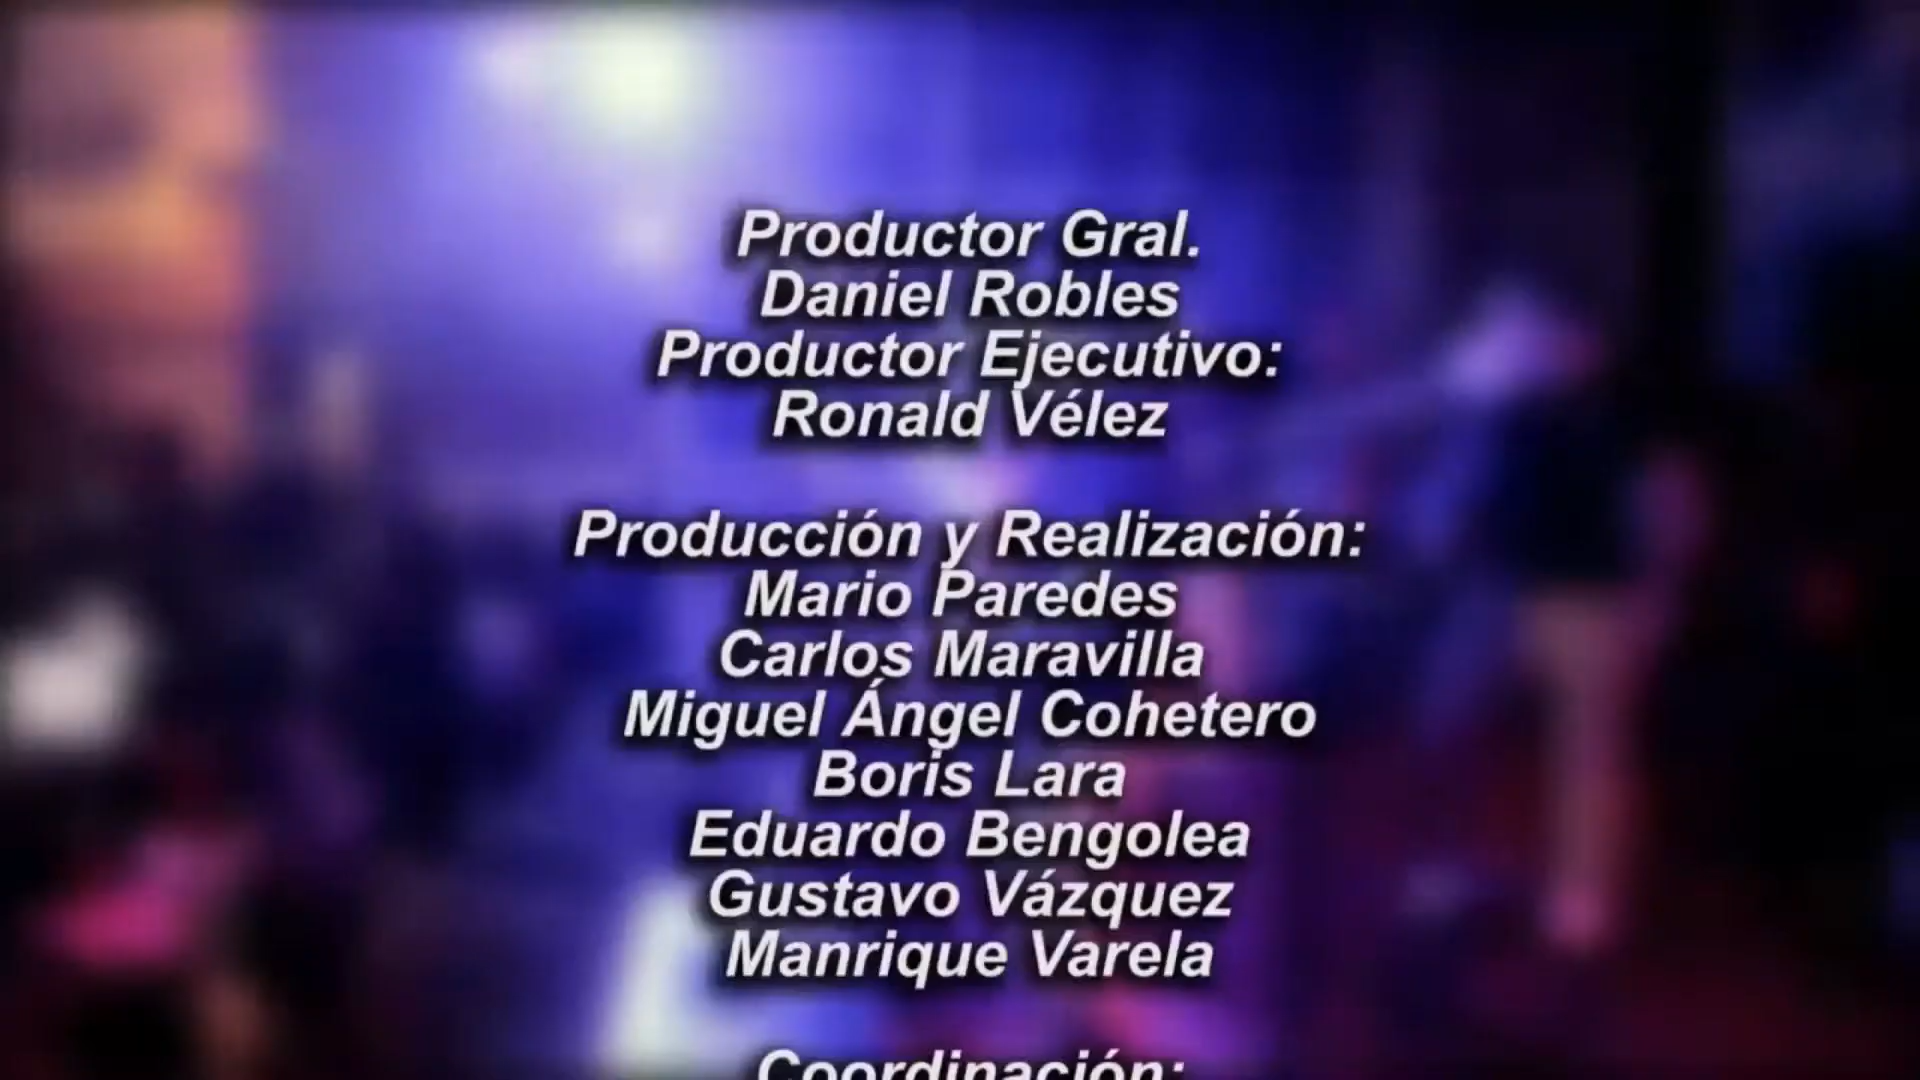 Productor Gral.
Daniel Robles
Productor Ejecutivo:
Ronald Vélez
Producción y Realización:
Mario Paredes
Carlos Maravilla
Miguel Ángel Cohetero
Boris Lara
Eduardo Bengolea
Gustavo Vázquez
Manrique Varela
Coordinación: